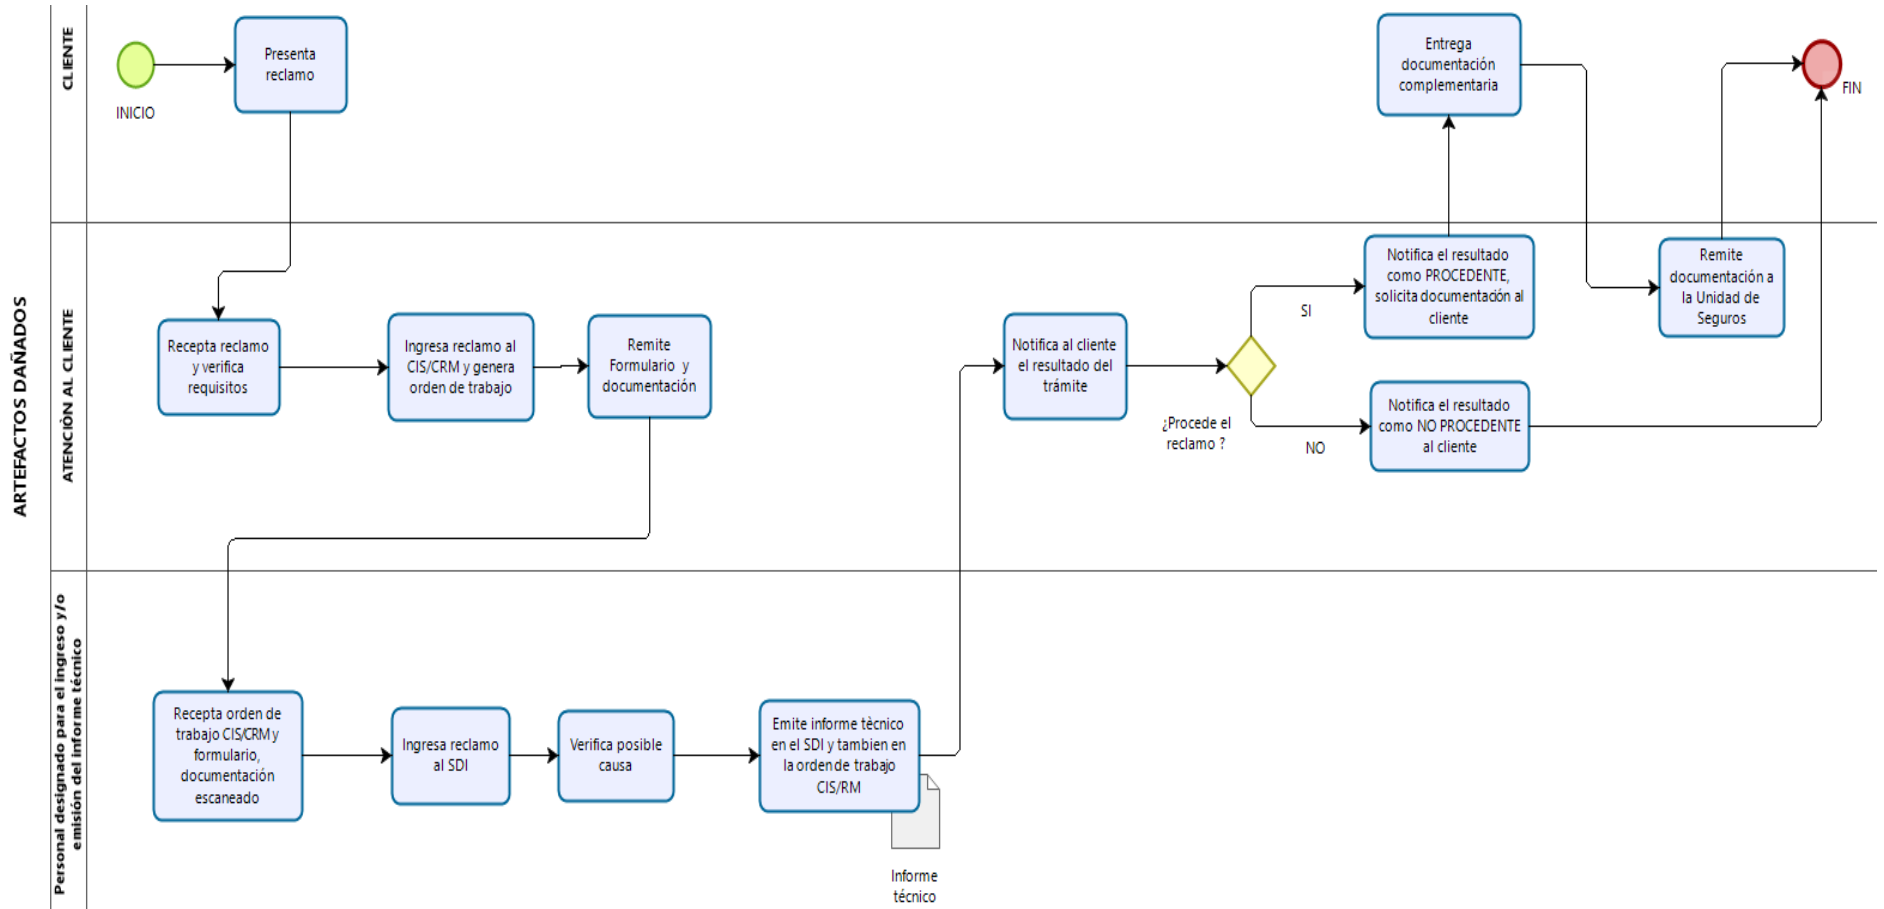 ARTEFACTOS DAÑADOS
CLIENTE
INICIO
Presenta
reclamo
Entrega
documentación
complementaria
FIN
ATENCIÓN AL CLIENTE
Recepta reclamo
y verifica
requisitos
Ingresa reclamo al
CIS/CRM y genera
orden de trabajo
Remite
Formulario y
documentación
Notifica al cliente
el resultado del
trámite
¿Procede el
reclamo ?
SI
NO
Notifica el resultado
como PROCEDENTE,
solicita documentación al
cliente
Notifica el resultado
como NO PROCEDENTE
al cliente
Remite
documentación a
la Unidad de
Seguros
Personal designado para el ingreso y/o
emisión del informe técnico
Recepta orden de
trabajo CIS/CRM y
formulario,
documentación
escaneado
Ingresa reclamo
al SDI
Verifica posible
causa
Emite informe tècnico
en el SDI y tambien en
la orden de trabajo
CIS/RM
Informe
técnico